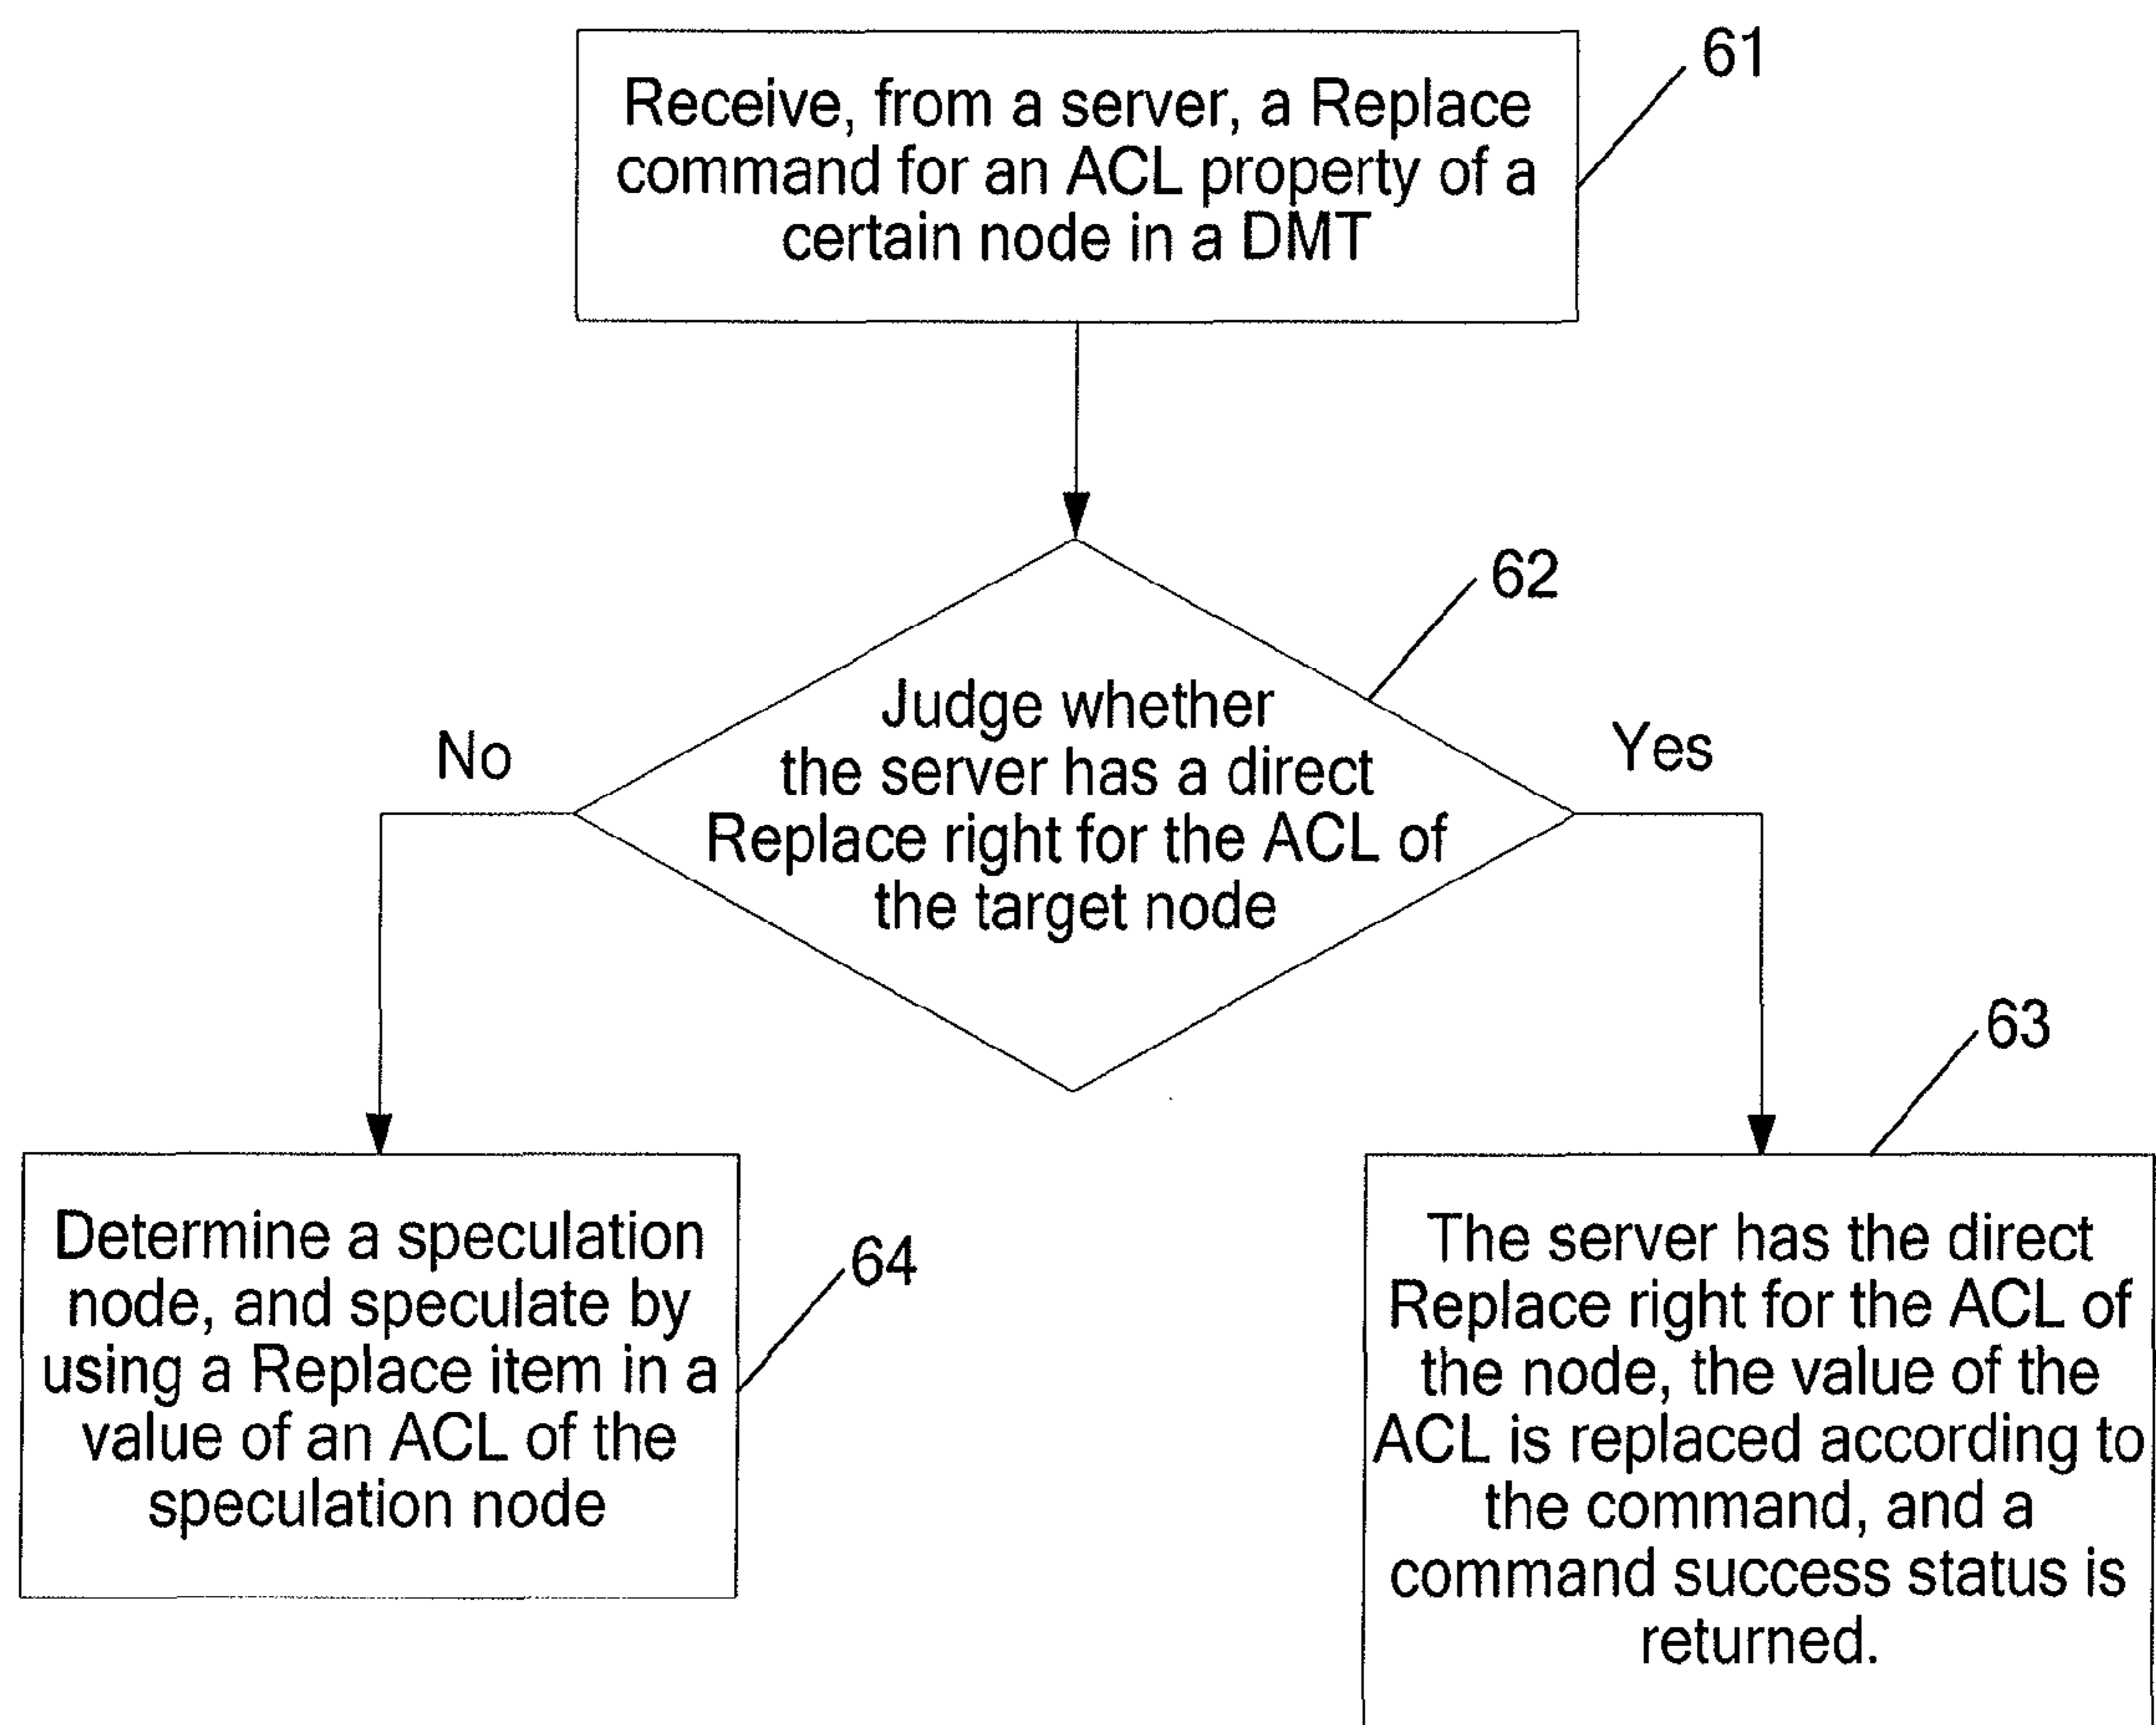 61
Receive, from a server, a Replace
command for an ACL property of a
certain node in a DMT
62
Judge whether
the server has a direct
Replace right for the ACL of
the target node
No
Yes
63
64
Determine a speculation
node, and speculate by
using a Replace item in a
value of an ACL of the
speculation node
The server has the direct
Replace right for the ACL of
the node, the value of the
ACL is replaced according to
the command, and a
command success status is
returned.